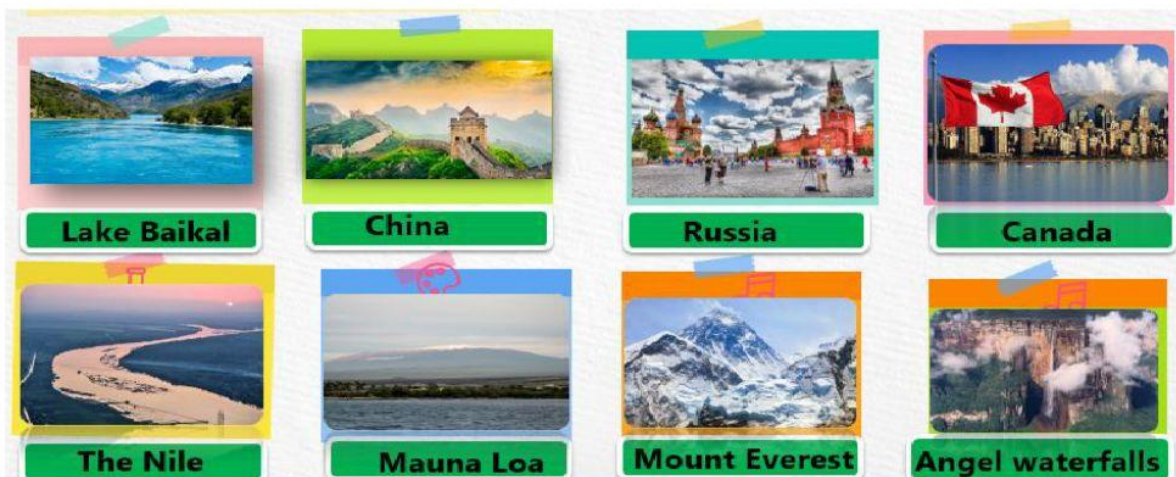 Lake Baikal
China
Russia
Canada
The Nile
Mauna Loa
Mount Everest
Angel waterfalls